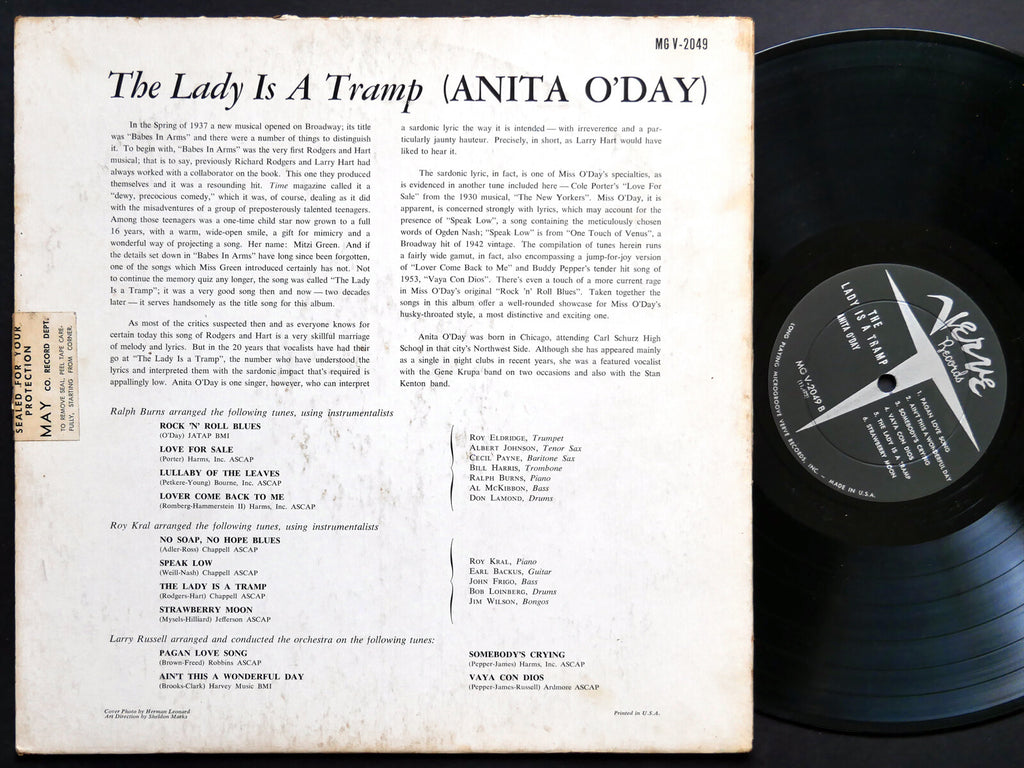 MG V-2049
The Lady Is A Tramp (ANITA O'DAY)
In the Spring of 1937 a new musical opened on Broadway; its title
was "Babes In Arms" and there were a number of things to distinguish
it. To begin with, "Babes In Arms" was the very first Rodgers and Hart
musical; that is to say, previously Richard Rodgers and Larry Hart had
always worked with a collaborator on the book. This one they produced
themselves and it was a resounding hit. Time magazine called it a
"dewy, precocious comedy," which it was, of course, dealing as it did
with the misadventures of a group of preposterously talented teenagers.
Among those teenagers was a one-time child star now grown to a full
16 years, with a warm, wide-open smile, a gift for mimicry and a
wonderful way of projecting a song. Her name: Mitzi Green. And if
the details set down in "Babes In Arms" have long since been forgotten,
one of the songs which Miss Green introduced certainly has not. Not
to continue the memory quiz any longer, the song was called "The Lady
Is a Tramp"; it was a very good song then and now — two decades
later — it serves handsomely as the title song for this album.
As most of the critics suspected then and as everyone knows for
certain today this song of Rodgers and Hart is a very skillful marriage
of melody and lyrics. But in the 20 years that vocalists have had their
go at "The Lady Is a Tramp", the number who have understood the
lyrics and interpreted them with the sardonic impact that's required is
appallingly low. Anita O'Day is one singer, however, who can interpret
a sardonic lyric the way it is intended — with irreverence and a par-
ticularly jaunty hauteur. Precisely, in short, as Larry Hart would have
liked to hear it.
The sardonic lyric, in fact, is one of Miss O'Day's specialties, as
is evidenced in another tune included here — Cole Porter's "Love For
Sale" from the 1930 musical, "The New Yorkers". Miss O'Day, it is
apparent, is concerned strongly with lyrics, which may account for the
presence of "Speak Low", a song containing the meticulously chosen
words of Ogden Nash; "Speak Low" is from "One Touch of Venus", a
Broadway hit of 1942 vintage. The compilation of tunes herein runs
a fairly wide gamut, in fact, also encompassing a jump-for-joy version
of "Lover Come Back to Me" and Buddy Pepper's tender hit song of
1953, "Vaya Con Dios". There's even a touch of a more current rage
in Miss O'Day's original "Rock 'n' Roll Blues". Taken together the
songs in this album offer a well-rounded showcase for Miss O'Day's
husky-throated style, a most distinctive and exciting one.
Anita O'Day was born in Chicago, attending Carl Schurz High
School in that city's Northwest Side. Although she has appeared mainly
as a single in night clubs in recent years, she was a featured vocalist
with the Gene Krupa band on two occasions and also with the Stan
Kenton band.
Ralph Burns arranged the following tunes, using instrumentalists
ROCK 'N' ROLL BLUES
(O'Day) JATAP BMI
LOVE FOR SALE
(Porter) Harms, Inc. ASCAP
LULLABY OF THE LEAVES
(Petkere-Young) Bourne, Inc. ASCAP
LOVER COME BACK TO ME
(Romberg-Hammerstein II) Harms, Inc. ASCAP
ROY ELDRIDGE, Trumpet
ALBERT JOHNSON, Tenor Sax
CECIL PAYNE, Baritone Sax
BILL HARRIS, Trombone
RALPH BURNS, Piano
AL MCKIBBON, Bass
DON LAMOND, Drums
Roy Kral arranged the following tunes, using instrumentalists
NO SOAP, NO HOPE BLUES
(Adler-Ross) Chappell ASCAP
SPEAK LOW
(Weill-Nash) Chappell ASCAP
THE LADY IS A TRAMP
(Rodgers-Hart) Chappell ASCAP
STRAWBERRY MOON
(Mysels-Hilliard) Jefferson ASCAP
ROY KRAL, Piano
EARL BACKUS, Guitar
JOHN FRIGO, Bass
BOB LOINBERG, Drums
JIM WILSON, Bongos
Larry Russell arranged and conducted the orchestra on the following tunes:
PAGAN LOVE SONG
(Brown-Freed) Robbins ASCAP
AIN'T THIS A WONDERFUL DAY
(Brooks-Clark) Harvey Music BMI
SOMEBODY'S CRYING
(Pepper-James) Harms, Inc. ASCAP
VAYA CON DIOS
(Pepper-James-Russell) Ardmore ASCAP
Cover Photo by Herman Leonard
Art Direction by Sheldon Marks
Printed in U.S.A.
SEALED FOR YOUR
PROTECTION
MAY CO. RECORD DEPT.
TO REMOVE SEAL, PEEL TAPE CARE-
FULLY, STARTING FROM CORNER.
VERVE
Records
THE
LADY IS A TRAMP
ANITA O'DAY
MG V-2049 B
1. PAGAN LOVE SONG
2. AIN'T THIS A WONDERFUL DAY
3. SOMEBODY'S CRYING
4. VAYA CON DIOS
5. THE LADY IS A TRAMP
6. STRAWBERRY MOON
LONG PLAYING MICROGROOVE VERVE RECORDS, INC. - MADE IN U.S.A.